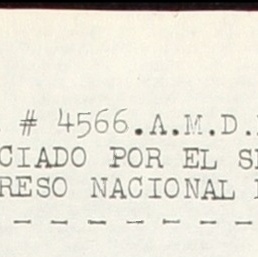 # 4566.A.M.D.
CIADO POR EL S
RESO NACIONAL
- - - - - - - - -